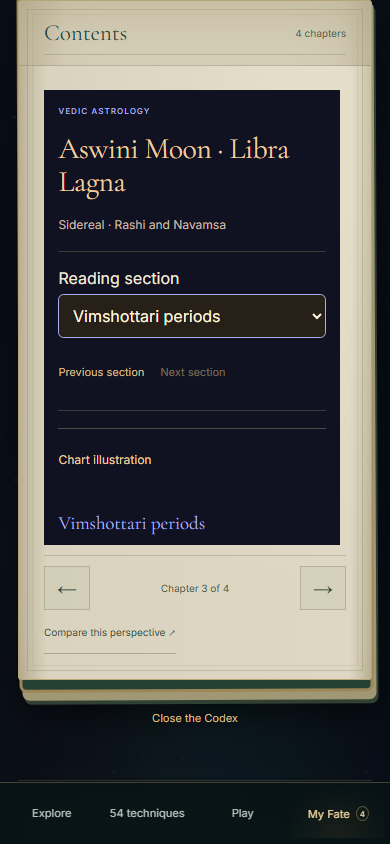 Contents
4 chapters
VEDIC ASTROLOGY
Aswini Moon · Libra
Lagna
Sidereal · Rashi and Navamsa
Reading section
Vimshottari periods
Previous section Next section
Chart illustration
Vimshottari periods
← Chapter 3 of 4 →
Compare this perspective ↗
Close the Codex
Explore 54 techniques Play My Fate 4